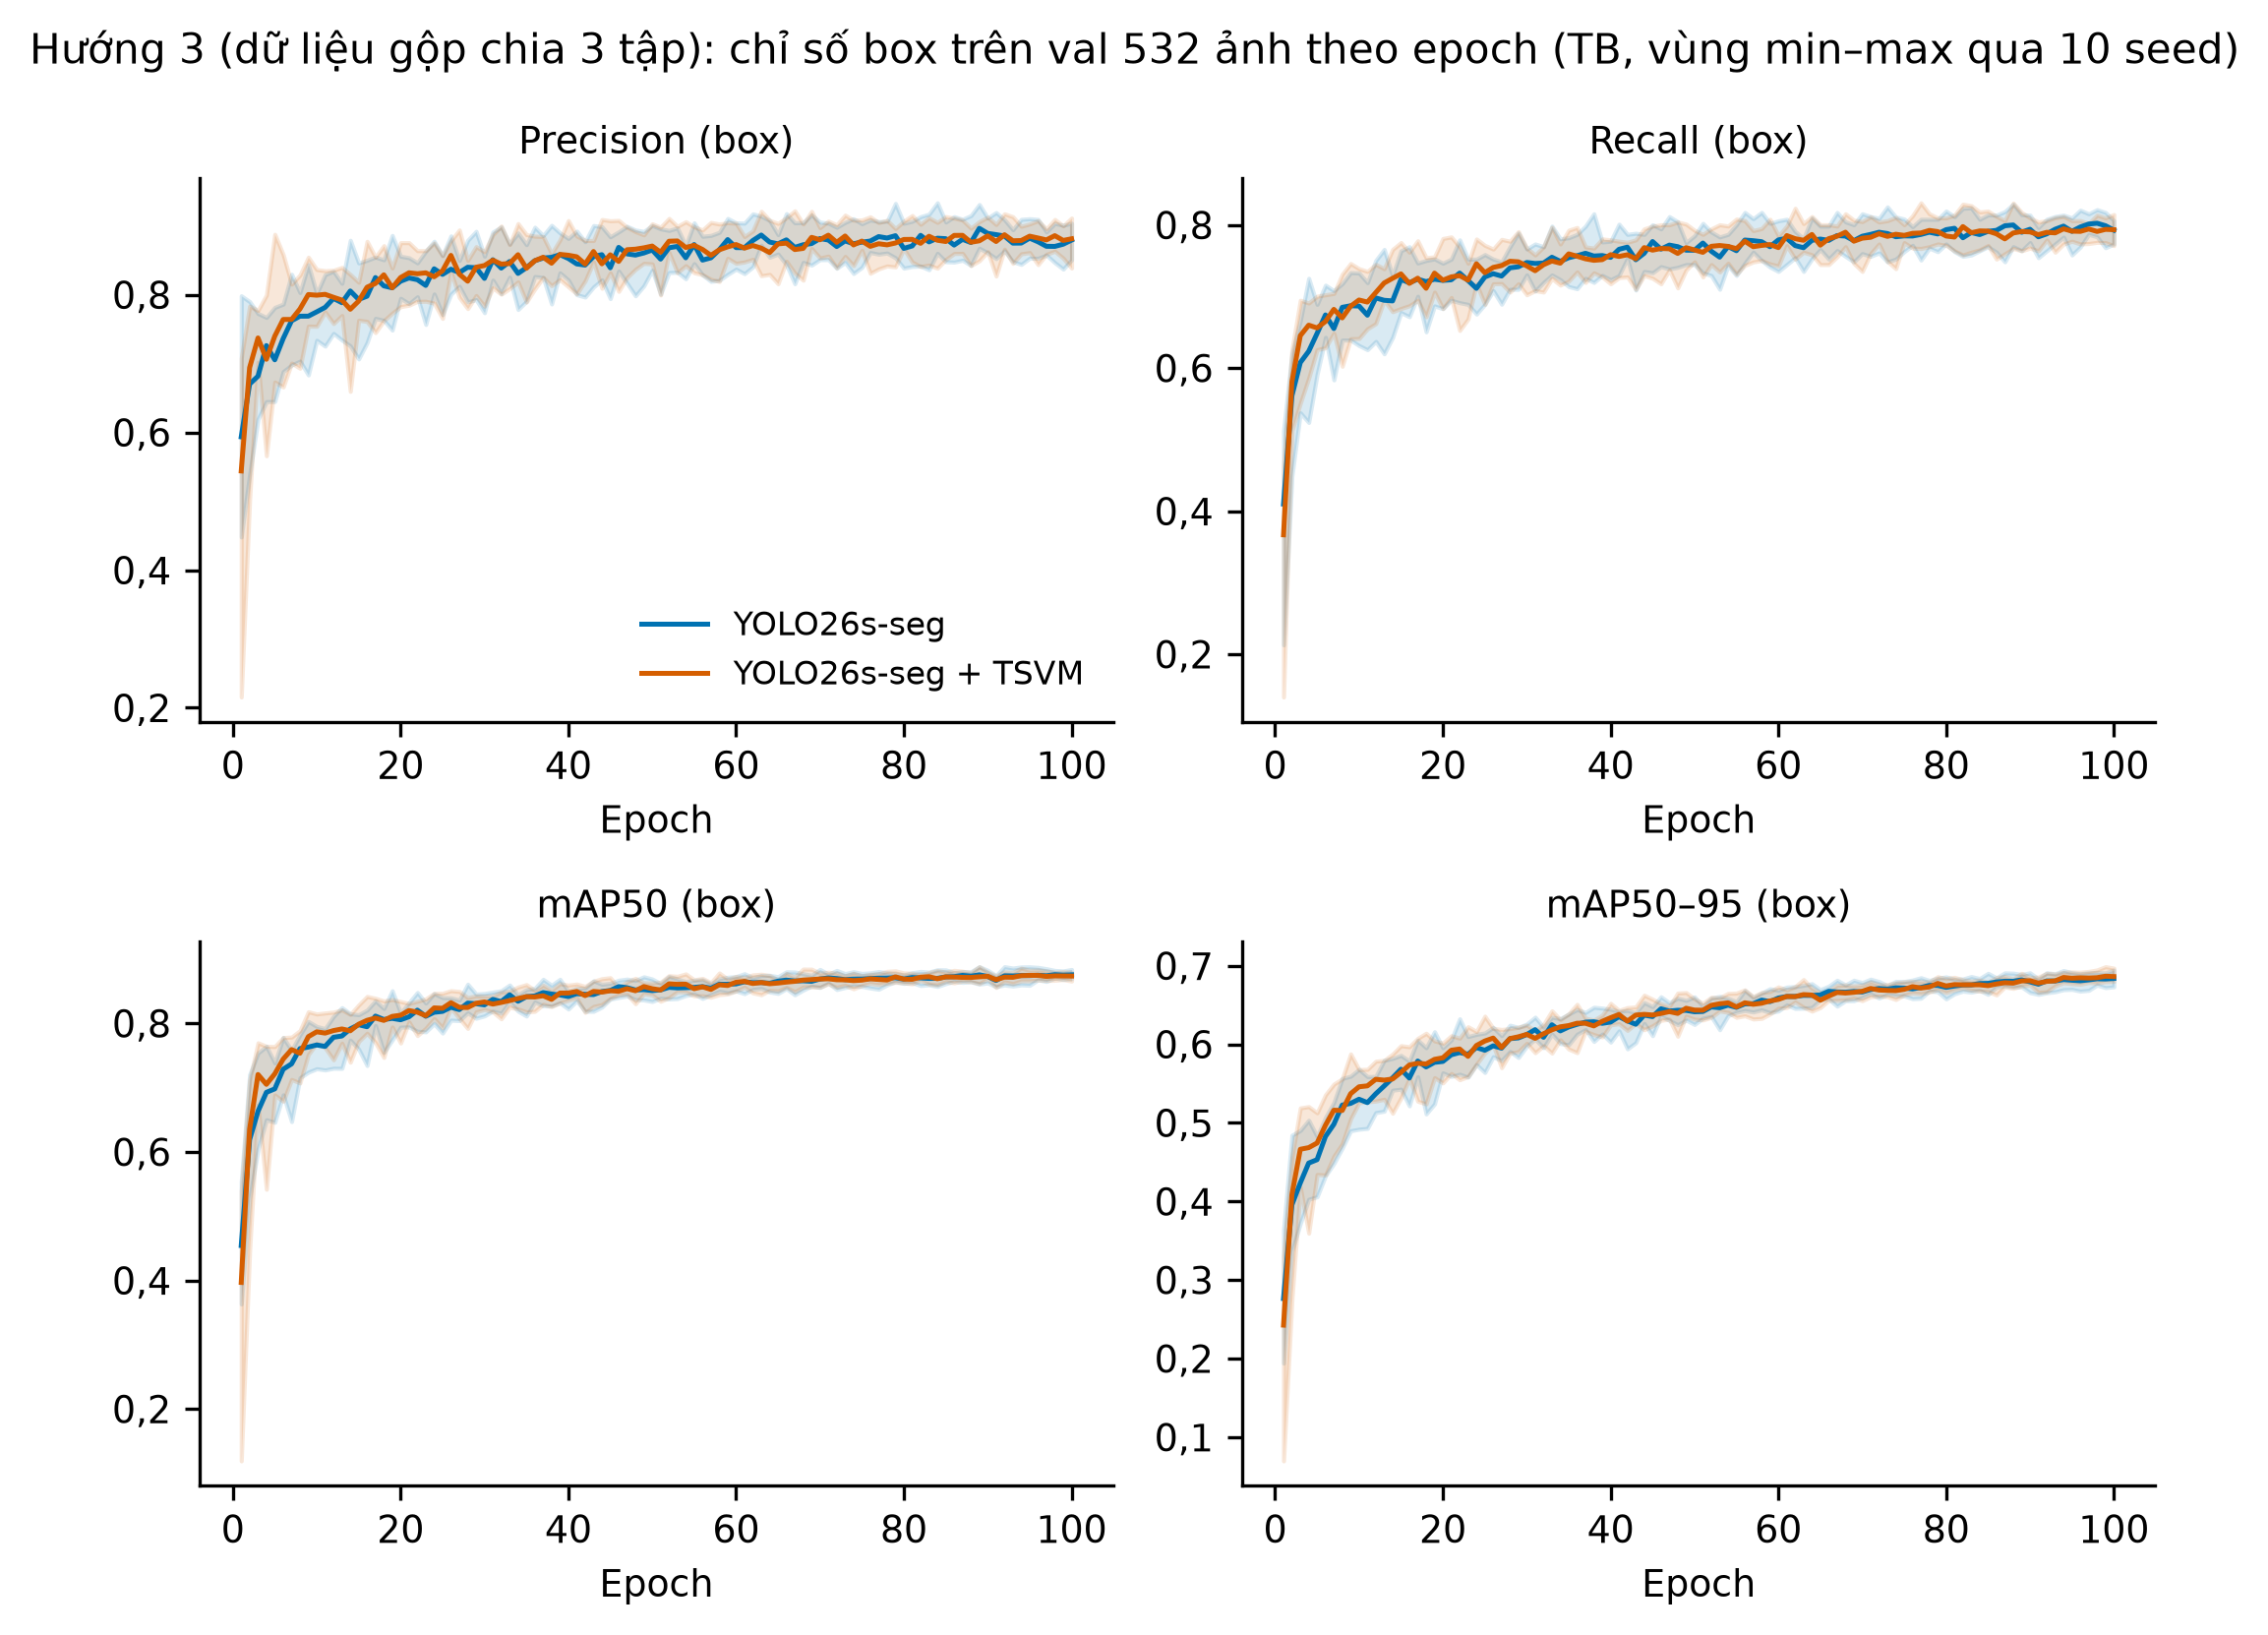 Hướng 3 (dữ liệu gộp chia 3 tập): chỉ số box trên val 532 ảnh theo epoch (TB, vùng min–max qua 10 seed)
Precision (box)
0,8
0,6
0,4
0,2
YOLO26s-seg
YOLO26s-seg + TSVM
0 20 40 60 80 100
Epoch
Recall (box)
0,8
0,6
0,4
0,2
0 20 40 60 80 100
Epoch
mAP50 (box)
0,8
0,6
0,4
0,2
0 20 40 60 80 100
Epoch
mAP50–95 (box)
0,7
0,6
0,5
0,4
0,3
0,2
0,1
0 20 40 60 80 100
Epoch